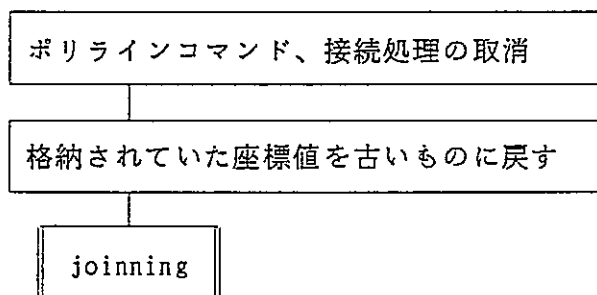 ポリラインコマンド、接続処理の取消
格納されていた座標値を古いものに戻す
joinning